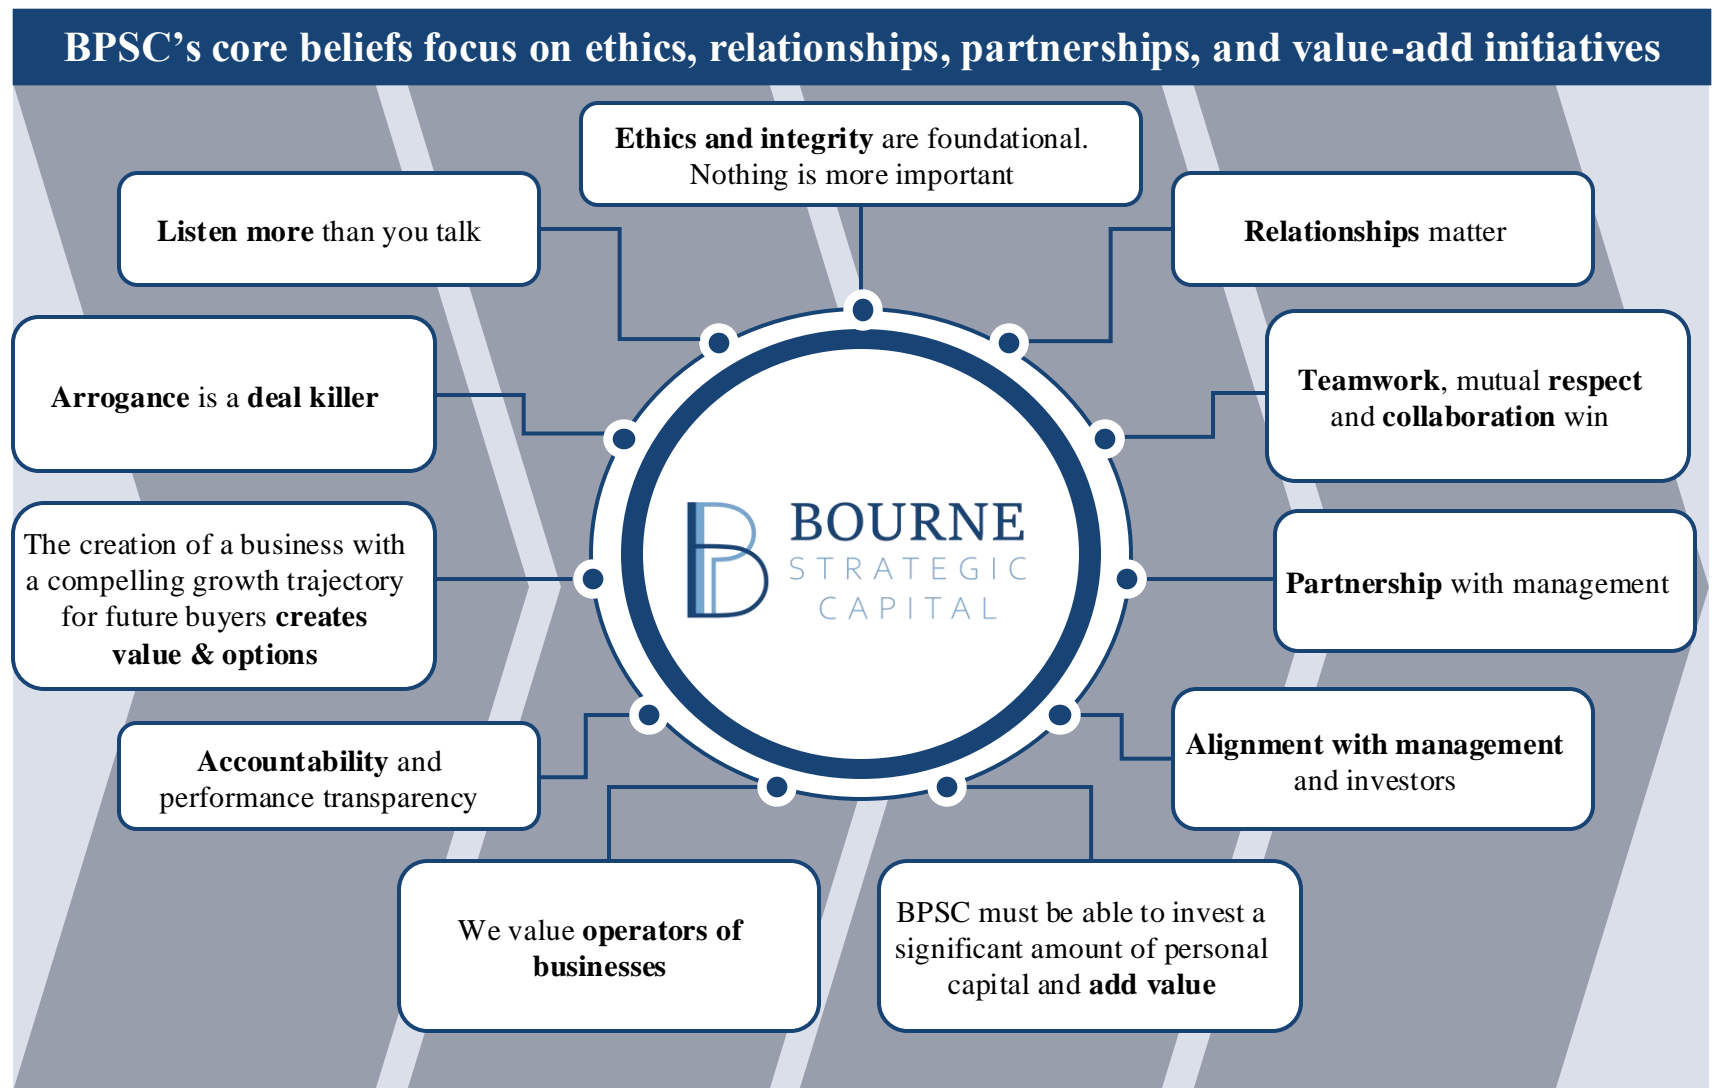 BPSC’s core beliefs focus on ethics, relationships, partnerships, and value-add initiatives
Ethics and integrity are foundational.
Nothing is more important
Listen more than you talk
Relationships matter
Arrogance is a deal killer
Teamwork, mutual respect
and collaboration win
The creation of a business with
a compelling growth trajectory
for future buyers creates
value & options
BOURNE
STRATEGIC
CAPITAL
Partnership with management
Accountability and
performance transparency
Alignment with management
and investors
We value operators of
businesses
BPSC must be able to invest a
significant amount of personal
capital and add value